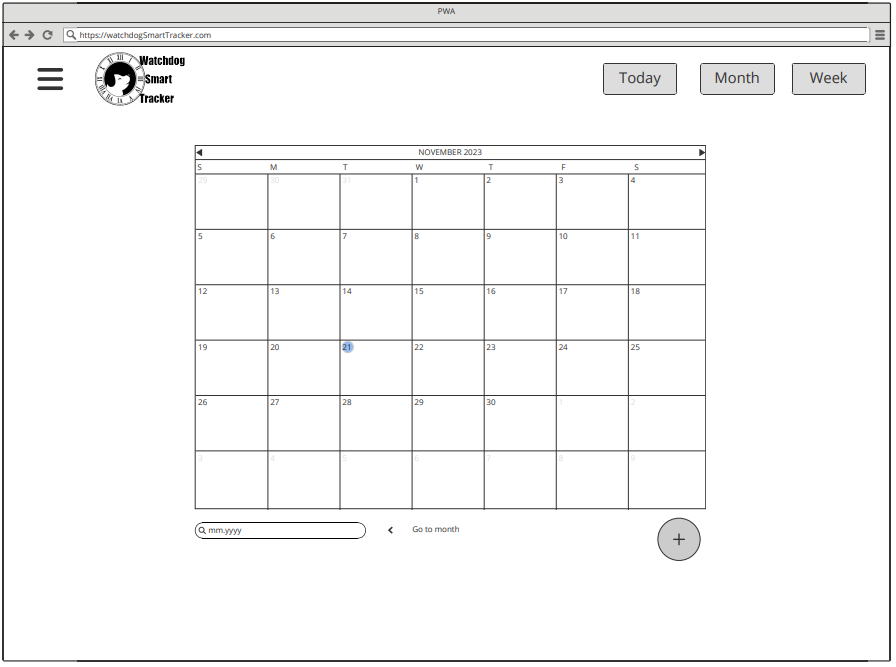 PWA
https://watchdogSmartTracker.com
Watchdog
Smart
Tracker
Today Month Week
NOVEMBER 2023
S M T W T F S
29 30 31 1 2 3 4
5 6 7 8 9 10 11
12 13 14 15 16 17 18
19 20 21 22 23 24 25
26 27 28 29 30 1 2
3 4 5 6 7 8 9
mm.yyyy < Go to month +